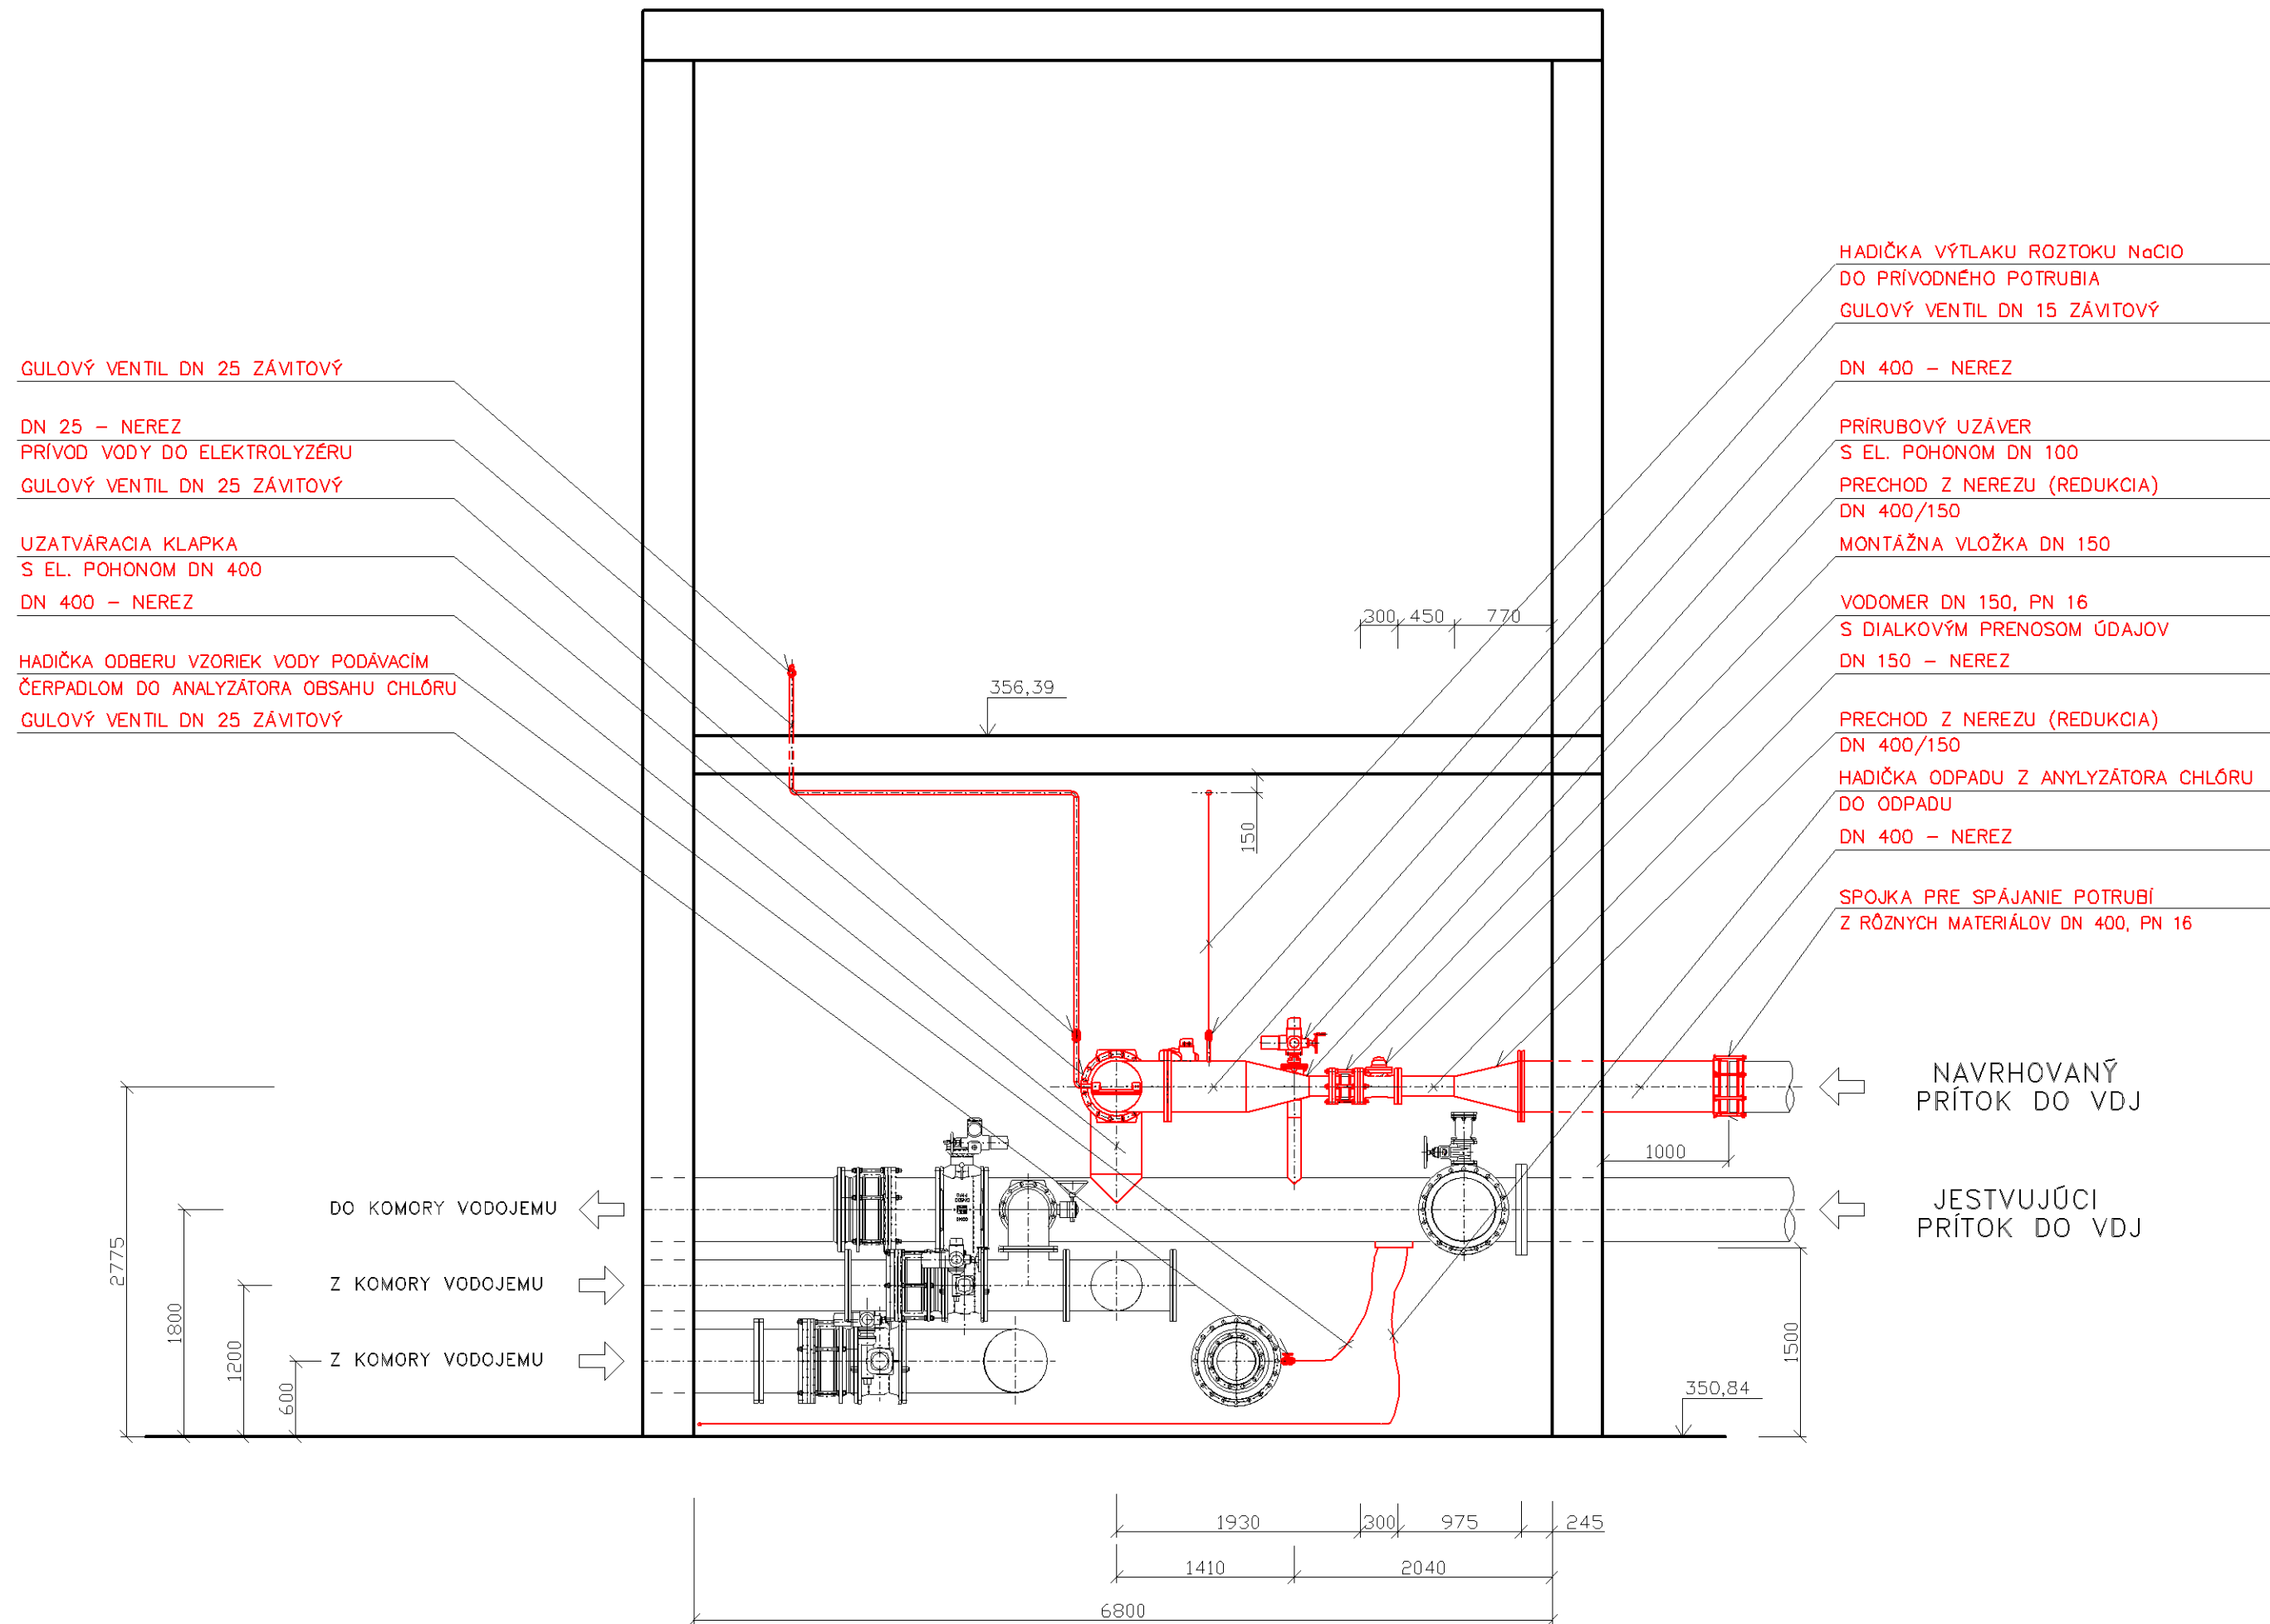 GULOVÝ VENTIL DN 25 ZÁVITOVÝ
DN 25 – NEREZ
PRÍVOD VODY DO ELEKTROLYZÉRU
GULOVÝ VENTIL DN 25 ZÁVITOVÝ
UZATVÁRACIA KLAPKA
S EL. POHONOM DN 400
DN 400 – NEREZ
HADIČKA ODBERU VZORIEK VODY PODÁVACÍM
ČERPADLOM DO ANALYZÁTORA OBSAHU CHLÓRU
GULOVÝ VENTIL DN 25 ZÁVITOVÝ
HADIČKA VÝTLAKU ROZTOKU NaClO
DO PRÍVODNÉHO POTRUBIA
GULOVÝ VENTIL DN 15 ZÁVITOVÝ
DN 400 – NEREZ
PRÍRUBOVÝ UZÁVER
S EL. POHONOM DN 100
PRECHOD Z NEREZU (REDUKCIA)
DN 400/150
MONTÁŽNA VLOŽKA DN 150
VODOMER DN 150, PN 16
S DIALKOVÝM PRENOSOM ÚDAJOV
DN 150 – NEREZ
PRECHOD Z NEREZU (REDUKCIA)
DN 400/150
HADIČKA ODPADU Z ANYLYZÁTORA CHLÓRU
DO ODPADU
DN 400 – NEREZ
SPOJKA PRE SPÁJANIE POTRUBÍ
Z RÔZNYCH MATERIÁLOV DN 400, PN 16
300 450 770
356,39
150
NAVRHOVANÝ
PRÍTOK DO VDJ
1000
JESTVUJÚCI
PRÍTOK DO VDJ
DO KOMORY VODOJEMU
Z KOMORY VODOJEMU
Z KOMORY VODOJEMU
2775
1800
1200
600
1500
350,84
1930 300 975 245
1410 2040
6800